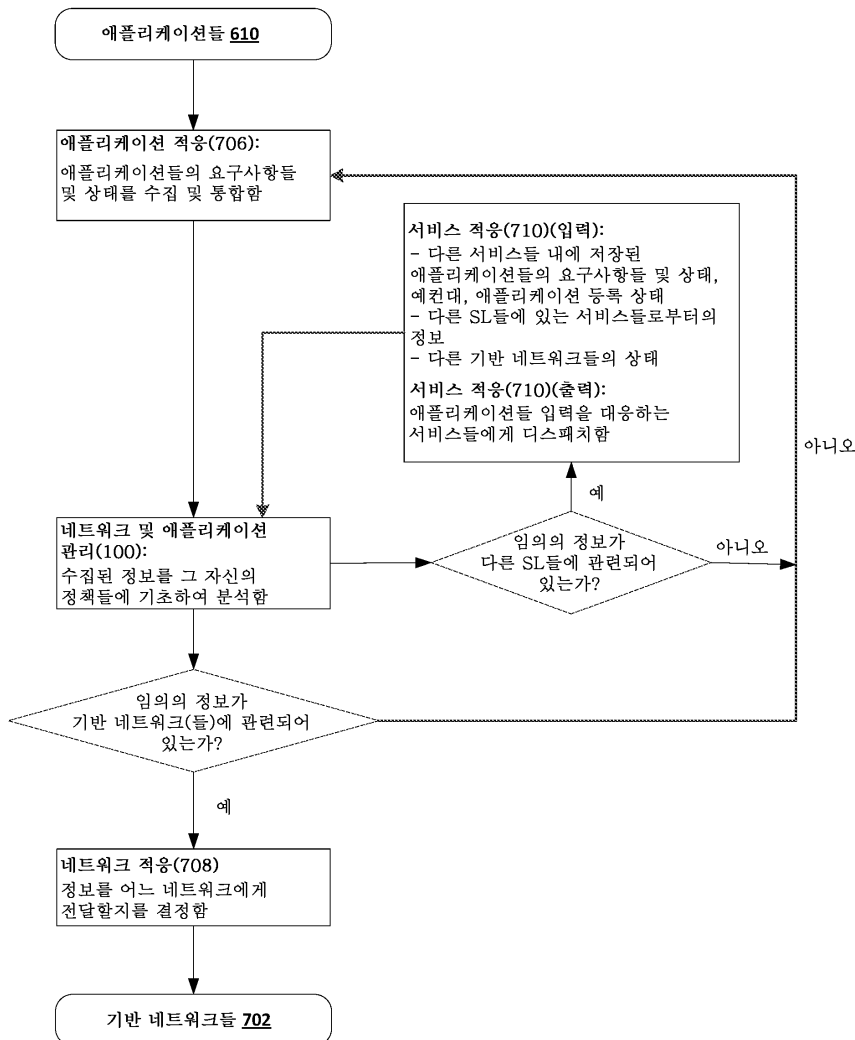 애플리케이션들 610
애플리케이션 적응(706):
애플리케이션들의 요구사항들
및 상태를 수집 및 통합함
서비스 적응(710)(입력):
– 다른 서비스들 내에 저장된
애플리케이션들의 요구사항들 및 상태,
예컨대, 애플리케이션 등록 상태
– 다른 SL들에 있는 서비스들로부터의
정보
– 다른 기반 네트워크들의 상태
서비스 적응(710)(출력):
애플리케이션들 입력을 대응하는
서비스들에게 디스패치함
아니오
예
네트워크 및 애플리케이션
관리(100):
수집된 정보를 그 자신의
정책들에 기초하여 분석함
임의의 정보가
다른 SL들에 관련되어
있는가?
아니오
임의의 정보가
기반 네트워크(들)에 관련되어
있는가?
예
네트워크 적응(708)
정보를 어느 네트워크에게
전달할지를 결정함
기반 네트워크들 702